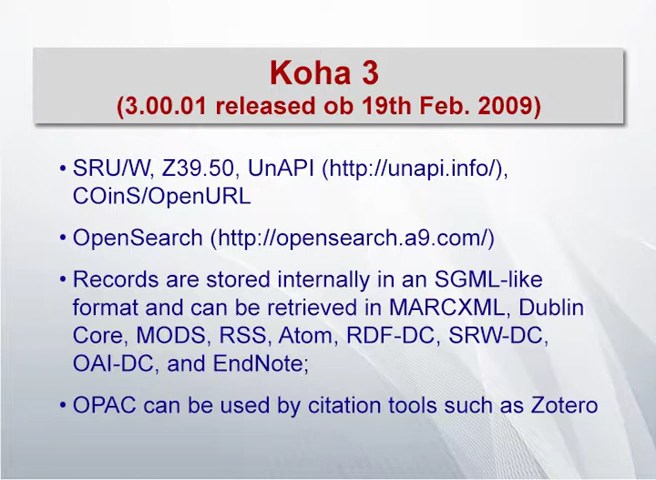 Koha 3
(3.00.01 released ob 19th Feb. 2009)
• SRU/W, Z39.50, UnAPI (http://unapi.info/),
COinS/OpenURL
• OpenSearch (http://opensearch.a9.com/)
• Records are stored internally in an SGML-like
format and can be retrieved in MARCXML, Dublin
Core, MODS, RSS, Atom, RDF-DC, SRW-DC,
OAI-DC, and EndNote;
• OPAC can be used by citation tools such as Zotero